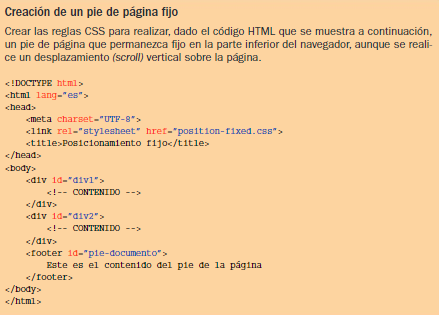 Creación de un pie de página fijo
Crear las reglas CSS para realizar, dado el código HTML que se muestra a continuación,
un pie de página que permanezca fijo en la parte inferior del navegador, aunque se reali-
ce un desplazamiento (scroll) vertical sobre la página.
<!DOCTYPE html>
<html lang="es">
<head>
    <meta charset="UTF-8">
    <link rel="stylesheet" href="position-fixed.css">
    <title>Posicionamiento fijo</title>
</head>
<body>
    <div id="div1">
        <!-- CONTENIDO -->
    </div>
    <div id="div2">
        <!-- CONTENIDO -->
    </div>
    <footer id="pie-documento">
        Este es el contenido del pie de la página
    </footer>
</body>
</html>